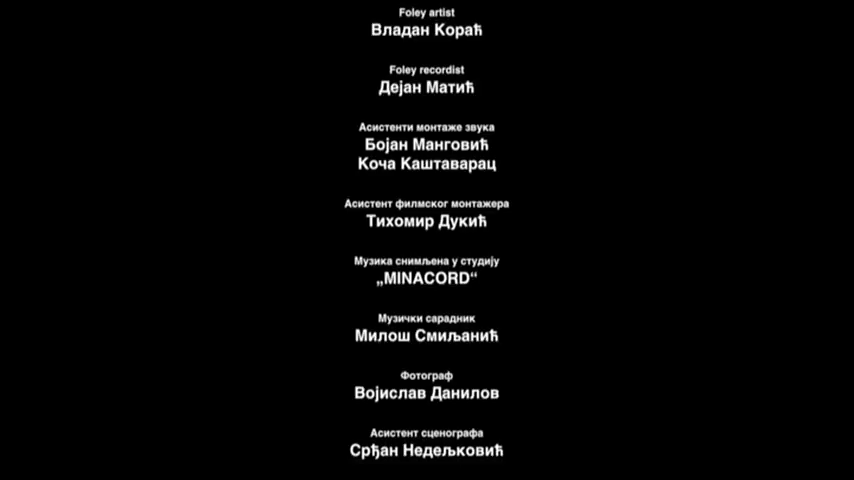 Foley artist
Владан Кораћ
Foley recordist
Дејан Матић
Асистенти монтаже звука
Бојан Манговић
Коча Каштаварац
Асистент филмског монтажера
Тихомир Дукић
Музика снимљена у студију
„MINACORD“
Музички сарадник
Милош Смиљанић
Фотограф
Војислав Данилов
Асистент сценографа
Срђан Недељковић